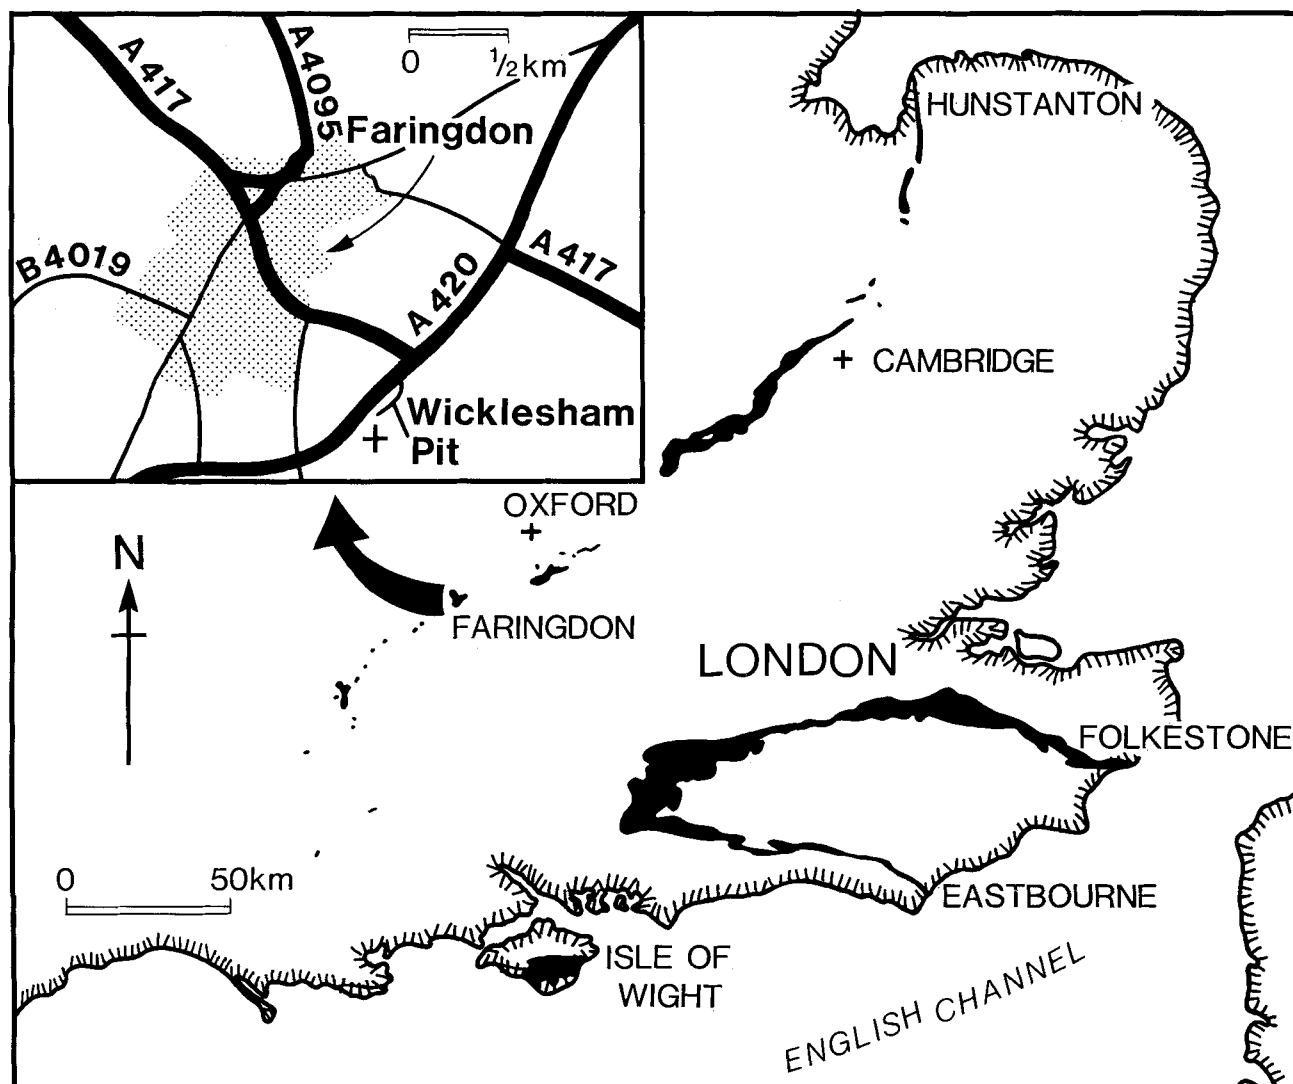 A 417
A 4095
0 ½km
Faringdon
B 4019
A 420
A 417
Wicklesham
Pit
HUNSTANTON
CAMBRIDGE
OXFORD
N
FARINGDON
LONDON
FOLKESTONE
0 50km
EASTBOURNE
ISLE OF
WIGHT
ENGLISH CHANNEL